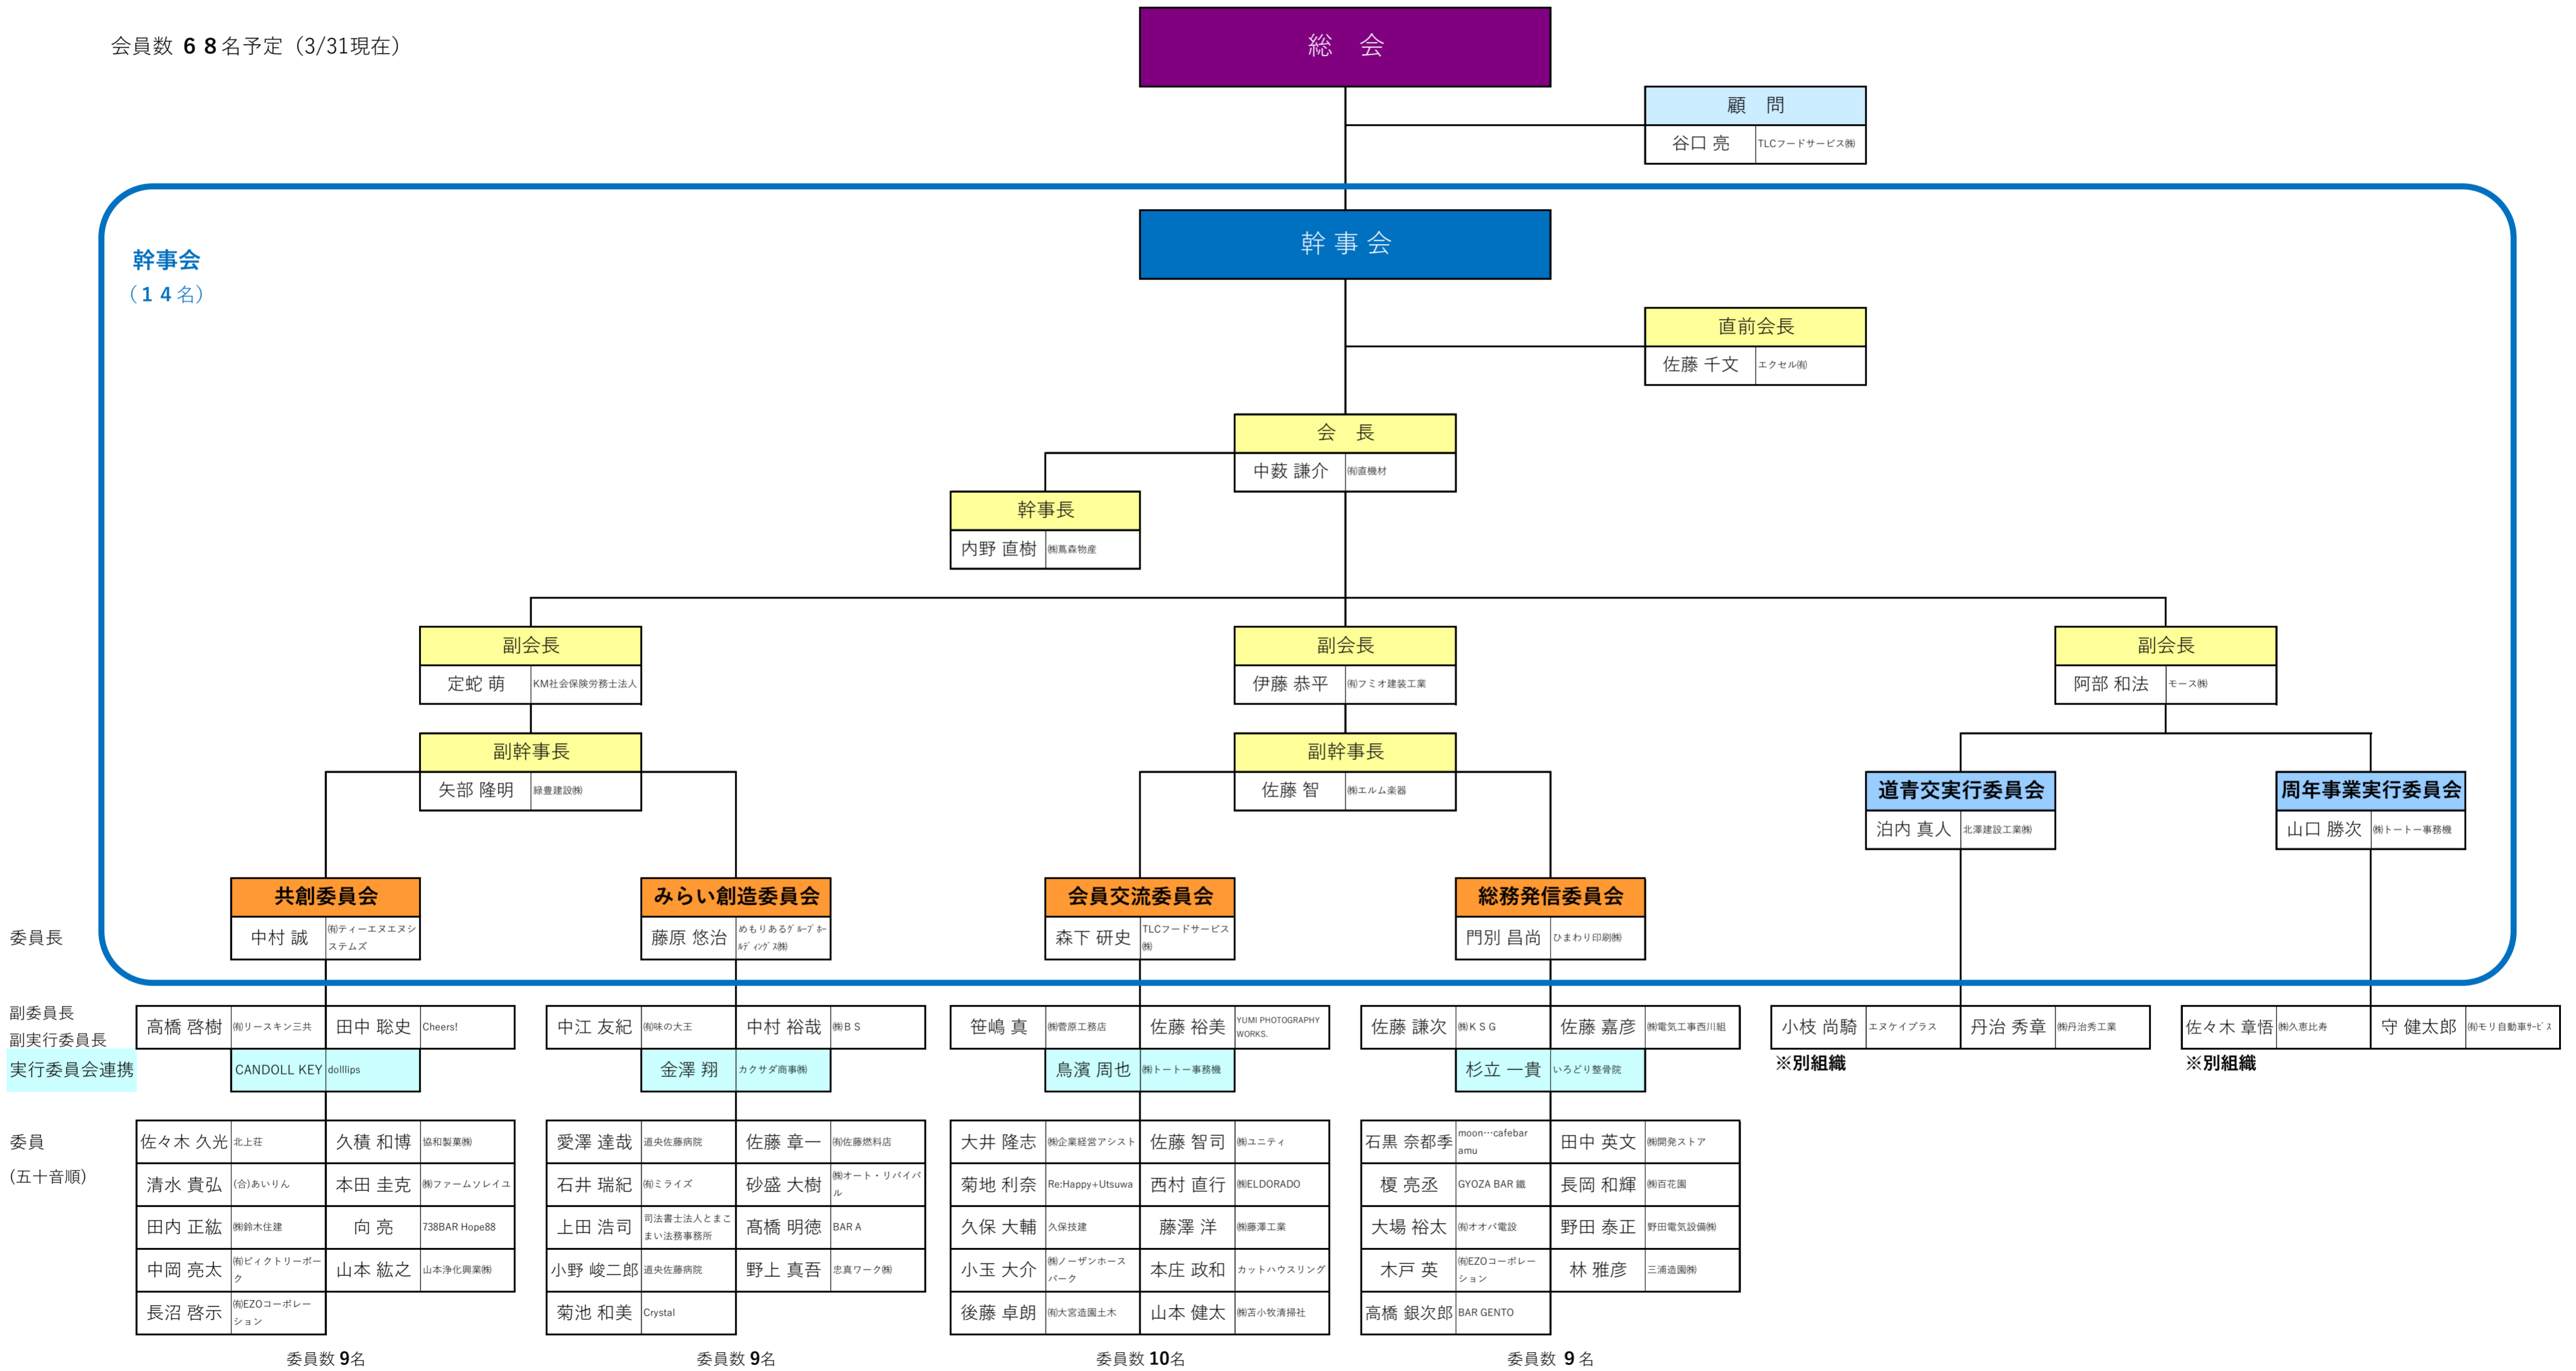 会員数 68名予定（3/31現在）
総　会
顧　問
谷口 亮 TLCフードサービス㈱
幹事会
幹事会
（14名）
直前会長
佐藤 千文 エクセル㈲
会　長
中薮 謙介 ㈲直機材
幹事長
内野 直樹 ㈱蔦森物産
副会長 副会長 副会長
定蛇 萌 KM社会保険労務士法人 伊藤 恭平 ㈲フミオ建装工業 阿部 和法 モース㈱
副幹事長 副幹事長
矢部 隆明 緑豊建設㈱ 佐藤 智 ㈱エルム楽器
道青交実行委員会 周年事業実行委員会
泊内 真人 北澤建設工業㈱ 山口 勝次 ㈱トートー事務機
共創委員会 みらい創造委員会 会員交流委員会 総務発信委員会
委員長 中村 誠 ㈲ティーエヌエヌシステムズ 藤原 悠治 めもりあるグループホールディングス㈱ 森下 研史 TLCフードサービス㈱ 門別 昌尚 ひまわり印刷㈱
副委員長
副実行委員長
高橋 啓樹 ㈲リースキン三共 田中 聡史 Cheers! 中江 友紀 ㈲味の大王 中村 裕哉 ㈱ＢＳ 笹嶋 真 ㈱菅原工務店 佐藤 裕美 YUMI PHOTOGRAPHY WORKS. 佐藤 謙次 ㈱ＫＳＧ 佐藤 嘉彦 ㈱電気工事西川組 小枝 尚騎 エヌケイプラス 丹治 秀章 ㈱丹治秀工業 佐々木 章悟 ㈱久恵比寿 守 健太郎 ㈲モリ自動車サービス
実行委員会連携 CANDOLL KEY dolllips 金澤 翔 カクサダ商事㈱ 鳥濱 周也 ㈱トートー事務機 杉立 一貴 いろどり整骨院 ※別組織 ※別組織
委員 佐々木 久光 北上荘 久積 和博 協和製菓㈱ 愛澤 達哉 道央佐藤病院 佐藤 章一 ㈲佐藤燃料店 大井 隆志 ㈱企業経営アシスト 佐藤 智司 ㈱ユニティ 石黒 奈都季 moon…cafebar amu 田中 英文 ㈱開発ストア
(五十音順) 清水 貴弘 (合)あいりん 本田 圭克 ㈱ファームソレイユ 石井 瑞紀 ㈲ミライズ 砂盛 大樹 ㈱オート・リバイバル 菊地 利奈 Re:Happy+Utsuwa 西村 直行 ㈱ELDORADO 榎 亮丞 GYOZA BAR 鐵 長岡 和輝 ㈱百花園
田内 正紘 ㈱鈴木住建 向 亮 738BAR Hope88 上田 浩司 司法書士法人とまこまい法務事務所 髙橋 明徳 BAR A 久保 大輔 久保技建 藤澤 洋 ㈱藤澤工業 大場 裕太 ㈲オオバ電設 野田 泰正 野田電気設備㈱
中岡 亮太 ㈲ビィクトリーポーク 山本 紘之 山本浄化興業㈱ 小野 峻二郎 道央佐藤病院 野上 真吾 忠真ワーク㈱ 小玉 大介 ㈱ノーザンホースパーク 本庄 政和 カットハウスリング 木戸 英 ㈲EZOコーポレーション 林 雅彦 三浦造園㈱
長沼 啓示 ㈲EZOコーポレーション 菊池 和美 Crystal 後藤 卓朗 ㈲大宮造園土木 山本 健太 ㈱苫小牧清掃社 高橋 銀次郎 BAR GENTO
委員数 9名 委員数 9名 委員数 10名 委員数 9名